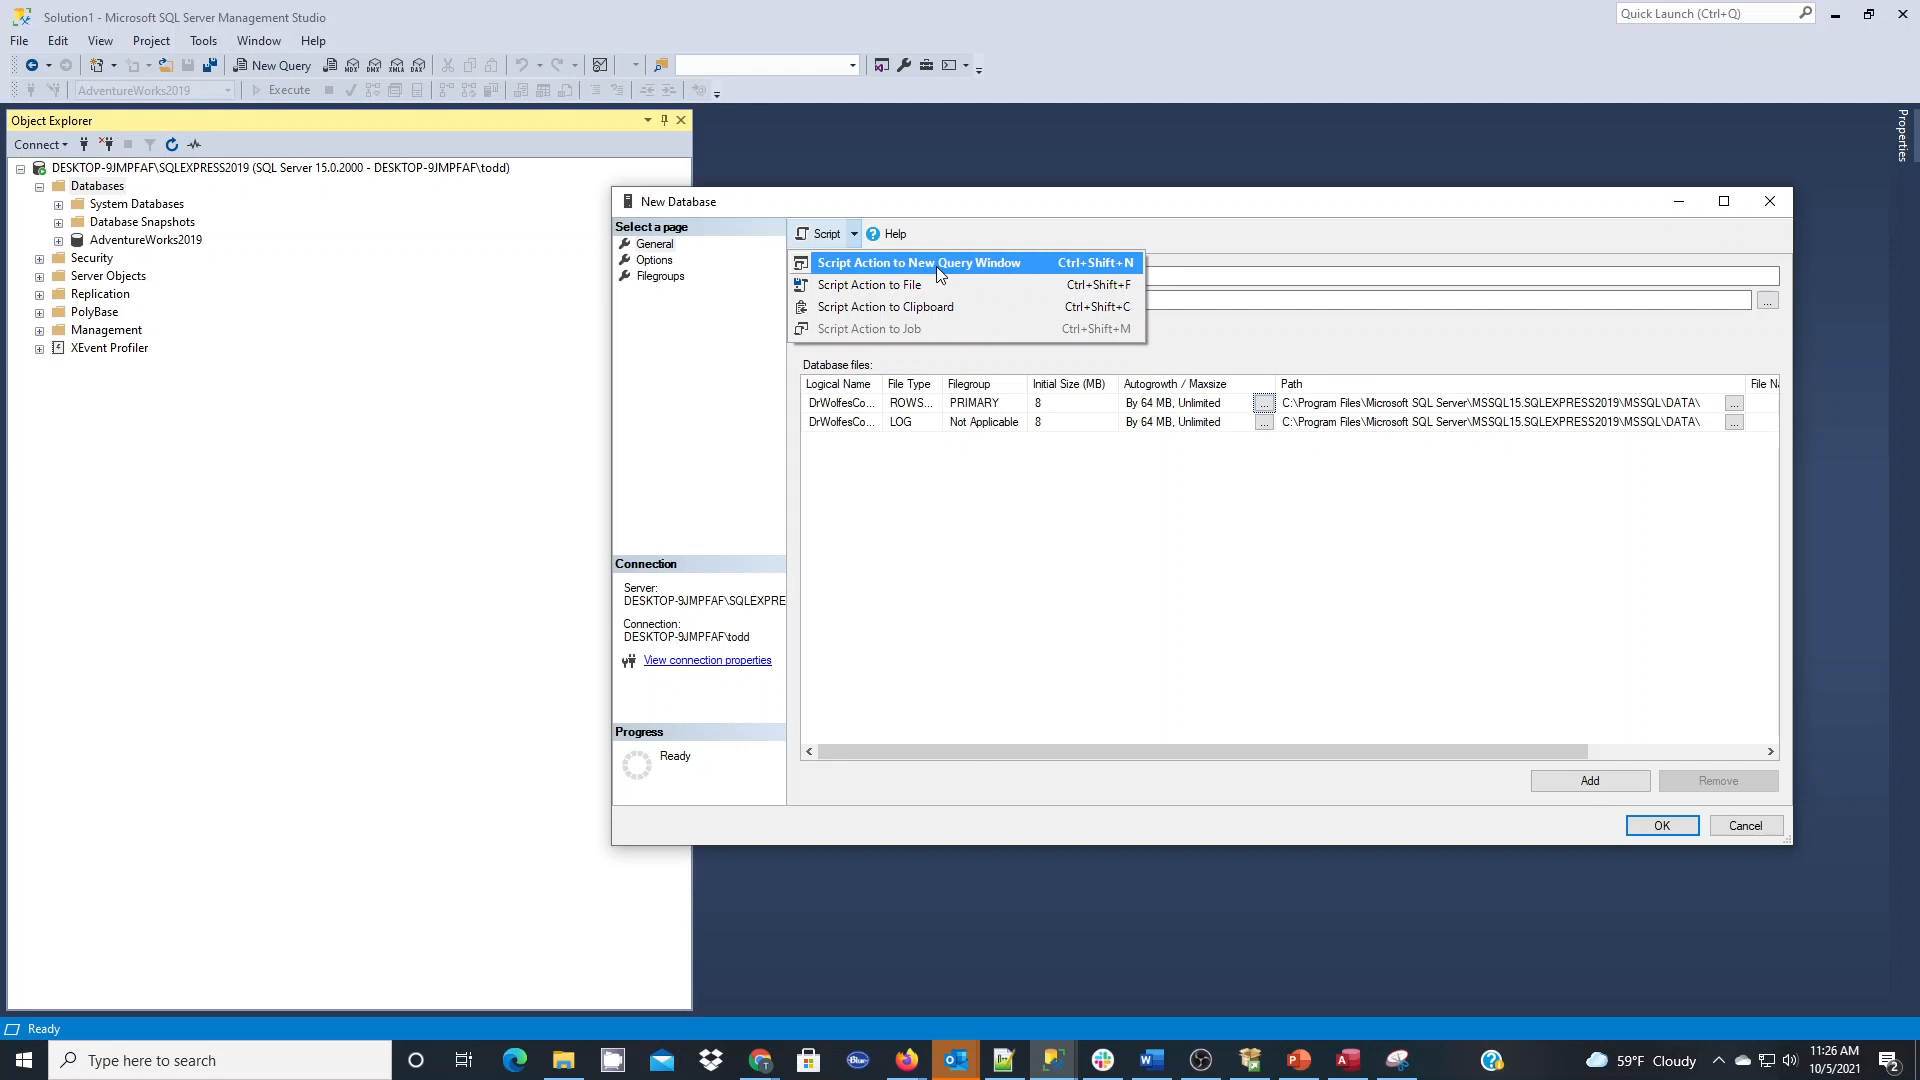 Solution1 - Microsoft SQL Server Management Studio
Quick Launch (Ctrl+Q)
File Edit View Project Tools Window Help
New Query MDX DMX XMLA DAX
AdventureWorks2019 Execute
Object Explorer
Properties
Connect
DESKTOP-9JMPFAF\SQLEXPRESS2019 (SQL Server 15.0.2000 - DESKTOP-9JMPFAF\todd)
Databases
System Databases
Database Snapshots
AdventureWorks2019
Security
Server Objects
Replication
PolyBase
Management
XEvent Profiler
New Database
Select a page
General
Options
Filegroups
Script Help
Script Action to New Query Window Ctrl+Shift+N
Script Action to File Ctrl+Shift+F
Script Action to Clipboard Ctrl+Shift+C
Script Action to Job Ctrl+Shift+M
...
Database files:
Logical Name File Type Filegroup Initial Size (MB) Autogrowth / Maxsize Path File Na
DrWolfesCo... ROWS... PRIMARY 8 By 64 MB, Unlimited ... C:\Program Files\Microsoft SQL Server\MSSQL15.SQLEXPRESS2019\MSSQL\DATA\ ...
DrWolfesCo... LOG Not Applicable 8 By 64 MB, Unlimited ... C:\Program Files\Microsoft SQL Server\MSSQL15.SQLEXPRESS2019\MSSQL\DATA\ ...
Connection
Server:
DESKTOP-9JMPFAF\SQLEXPRE
Connection:
DESKTOP-9JMPFAF\todd
View connection properties
Progress
Ready
Add Remove
OK Cancel
Ready
Type here to search
Blue
59°F Cloudy
11:26 AM
10/5/2021
2